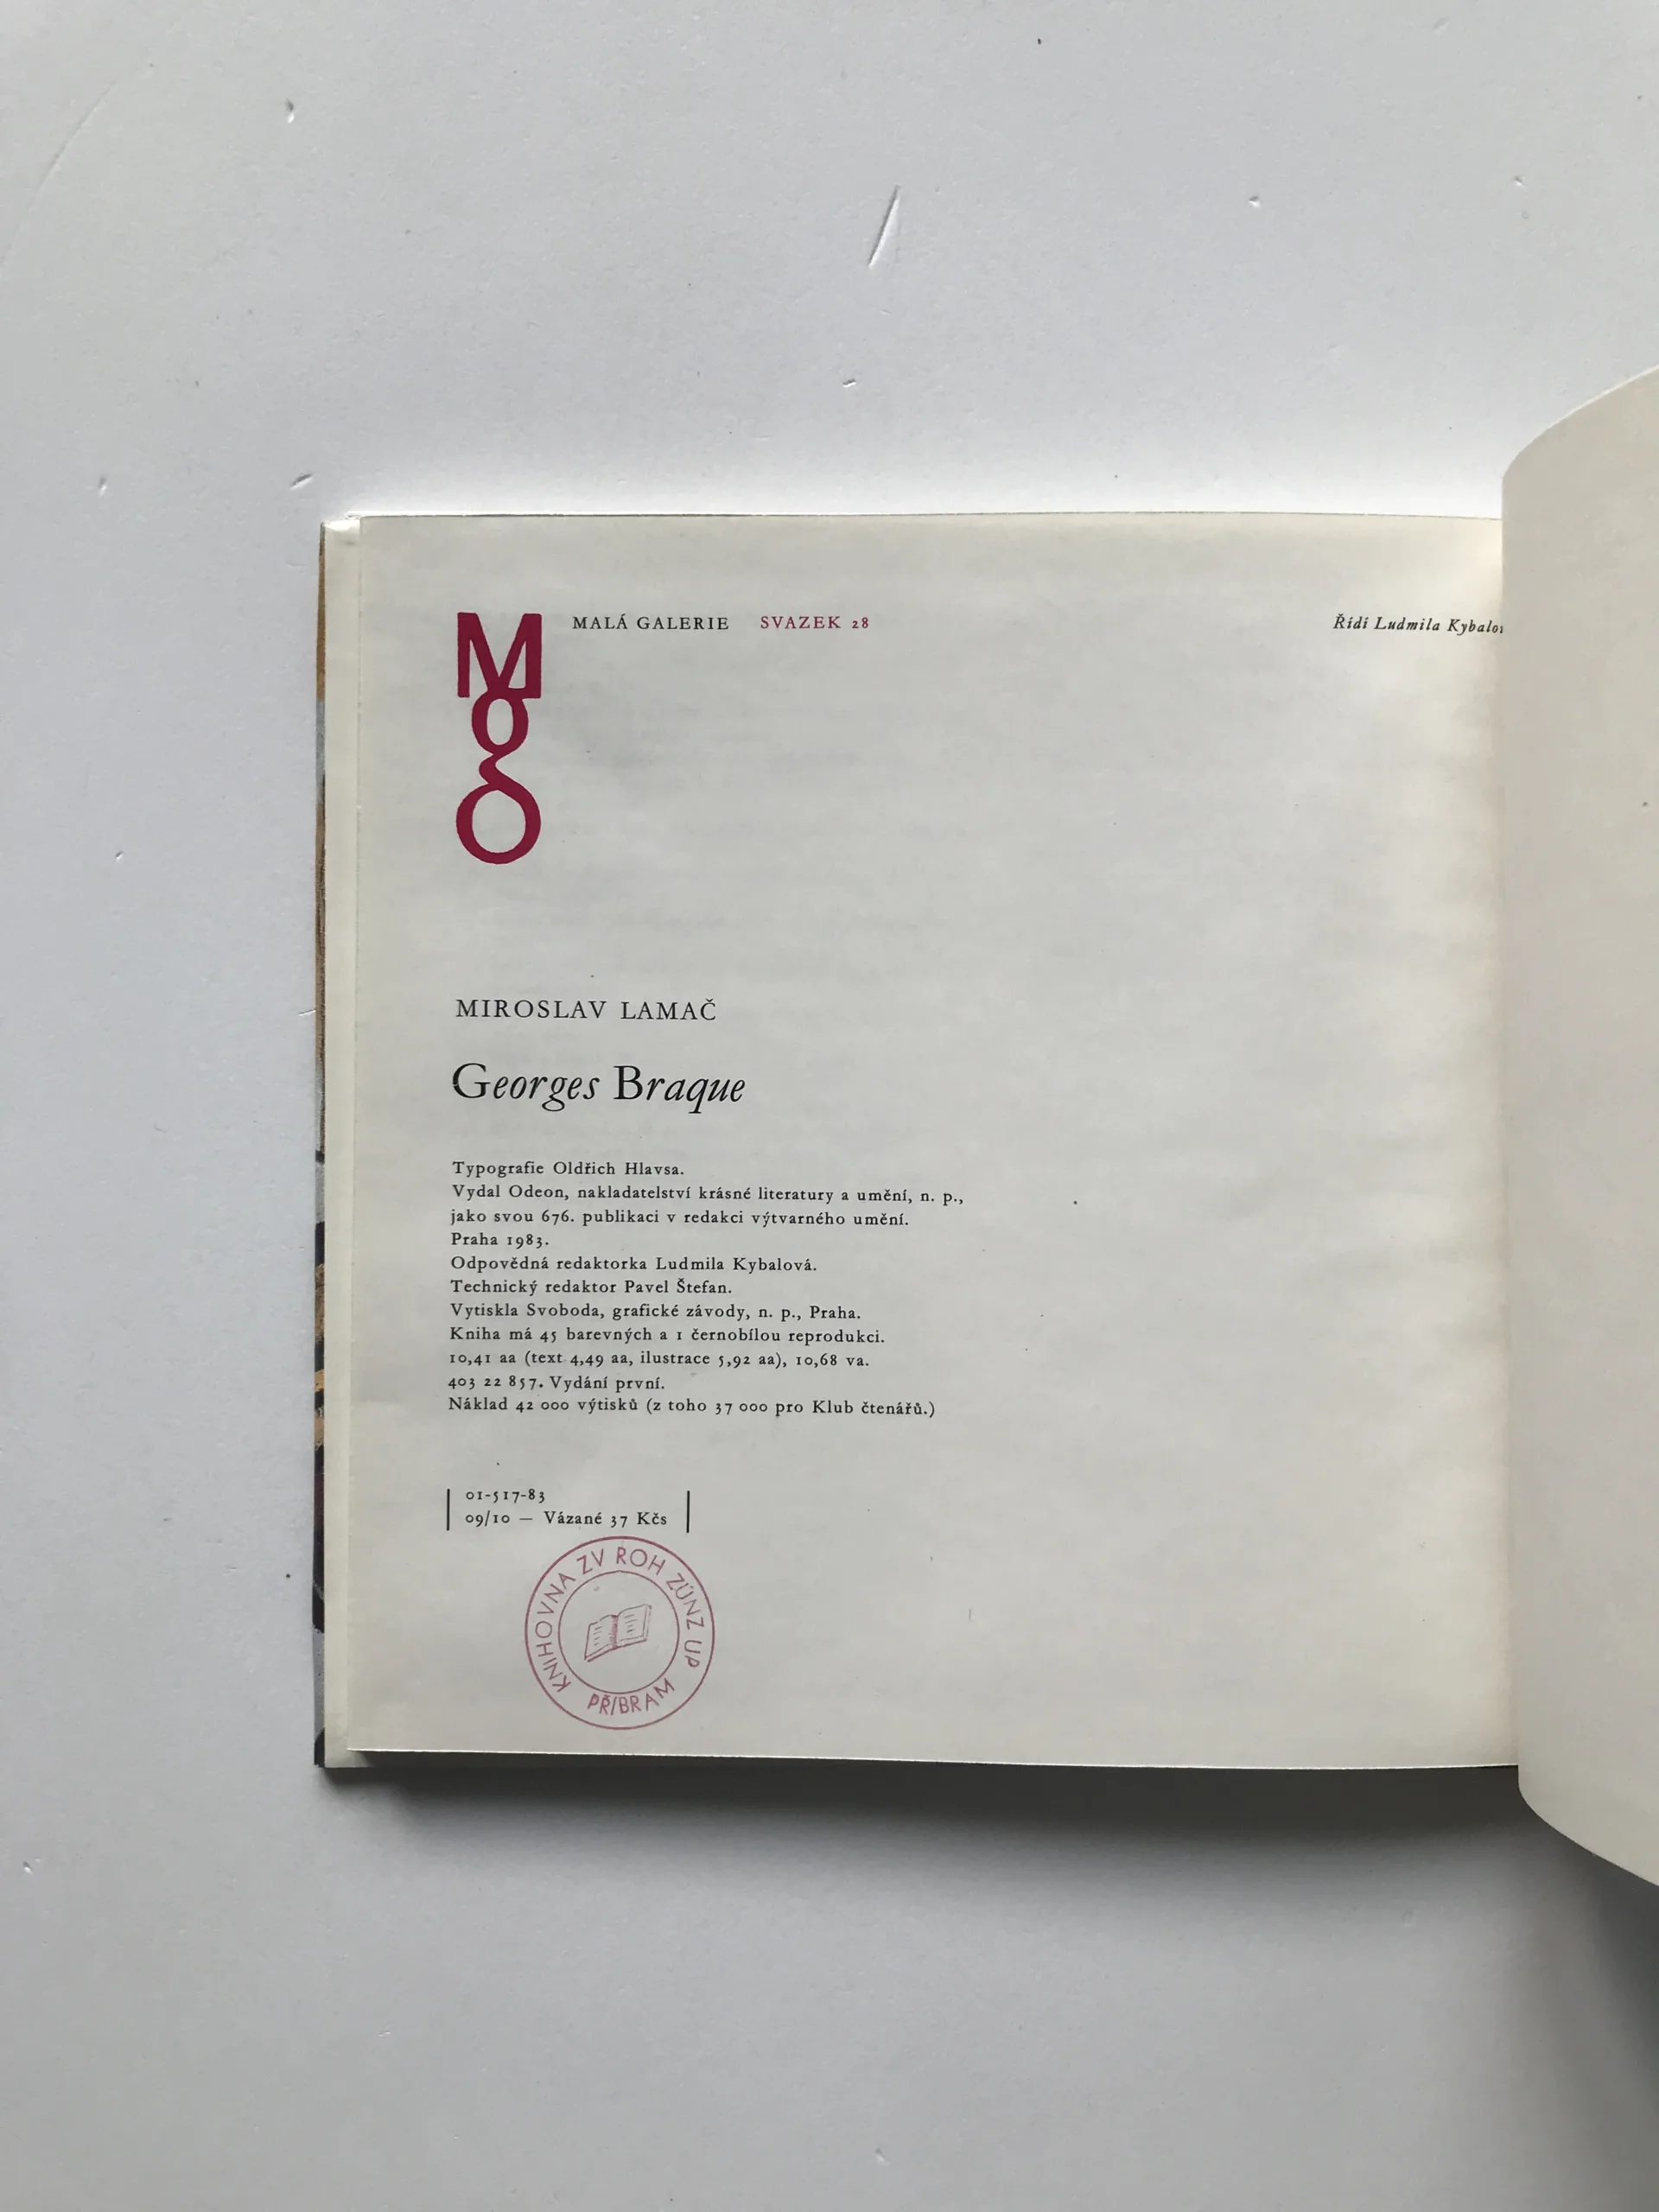 Mg
MALÁ GALERIE SVAZEK 28
Řídí Ludmila
MIROSLAV LAMAČ
Georges Braque
Typografie Oldřich Hlavsa.
Vydal Odeon, nakladatelství krásné literatury a umění, n. p.,
jako svou 676. publikaci v redakci výtvarného umění.
Praha 1983.
Odpovědná redaktorka Ludmila Kybalová.
Technický redaktor Pavel Štefan.
Vytiskla Svoboda, grafické závody, n. p., Praha.
Kniha má 45 barevných a 1 černobílou reprodukci.
10,41 aa (text 4,49 aa, ilustrace 5,92 aa), 10,68 va.
403 22 857. Vydání první.
Náklad 42 000 výtisků (z toho 37 000 pro Klub čtenářů.)
01-517-83
09/10 — Vázané 37 Kčs
KNIHOVNA ZV ROH ZÚNZ UP
PŘÍBRAM